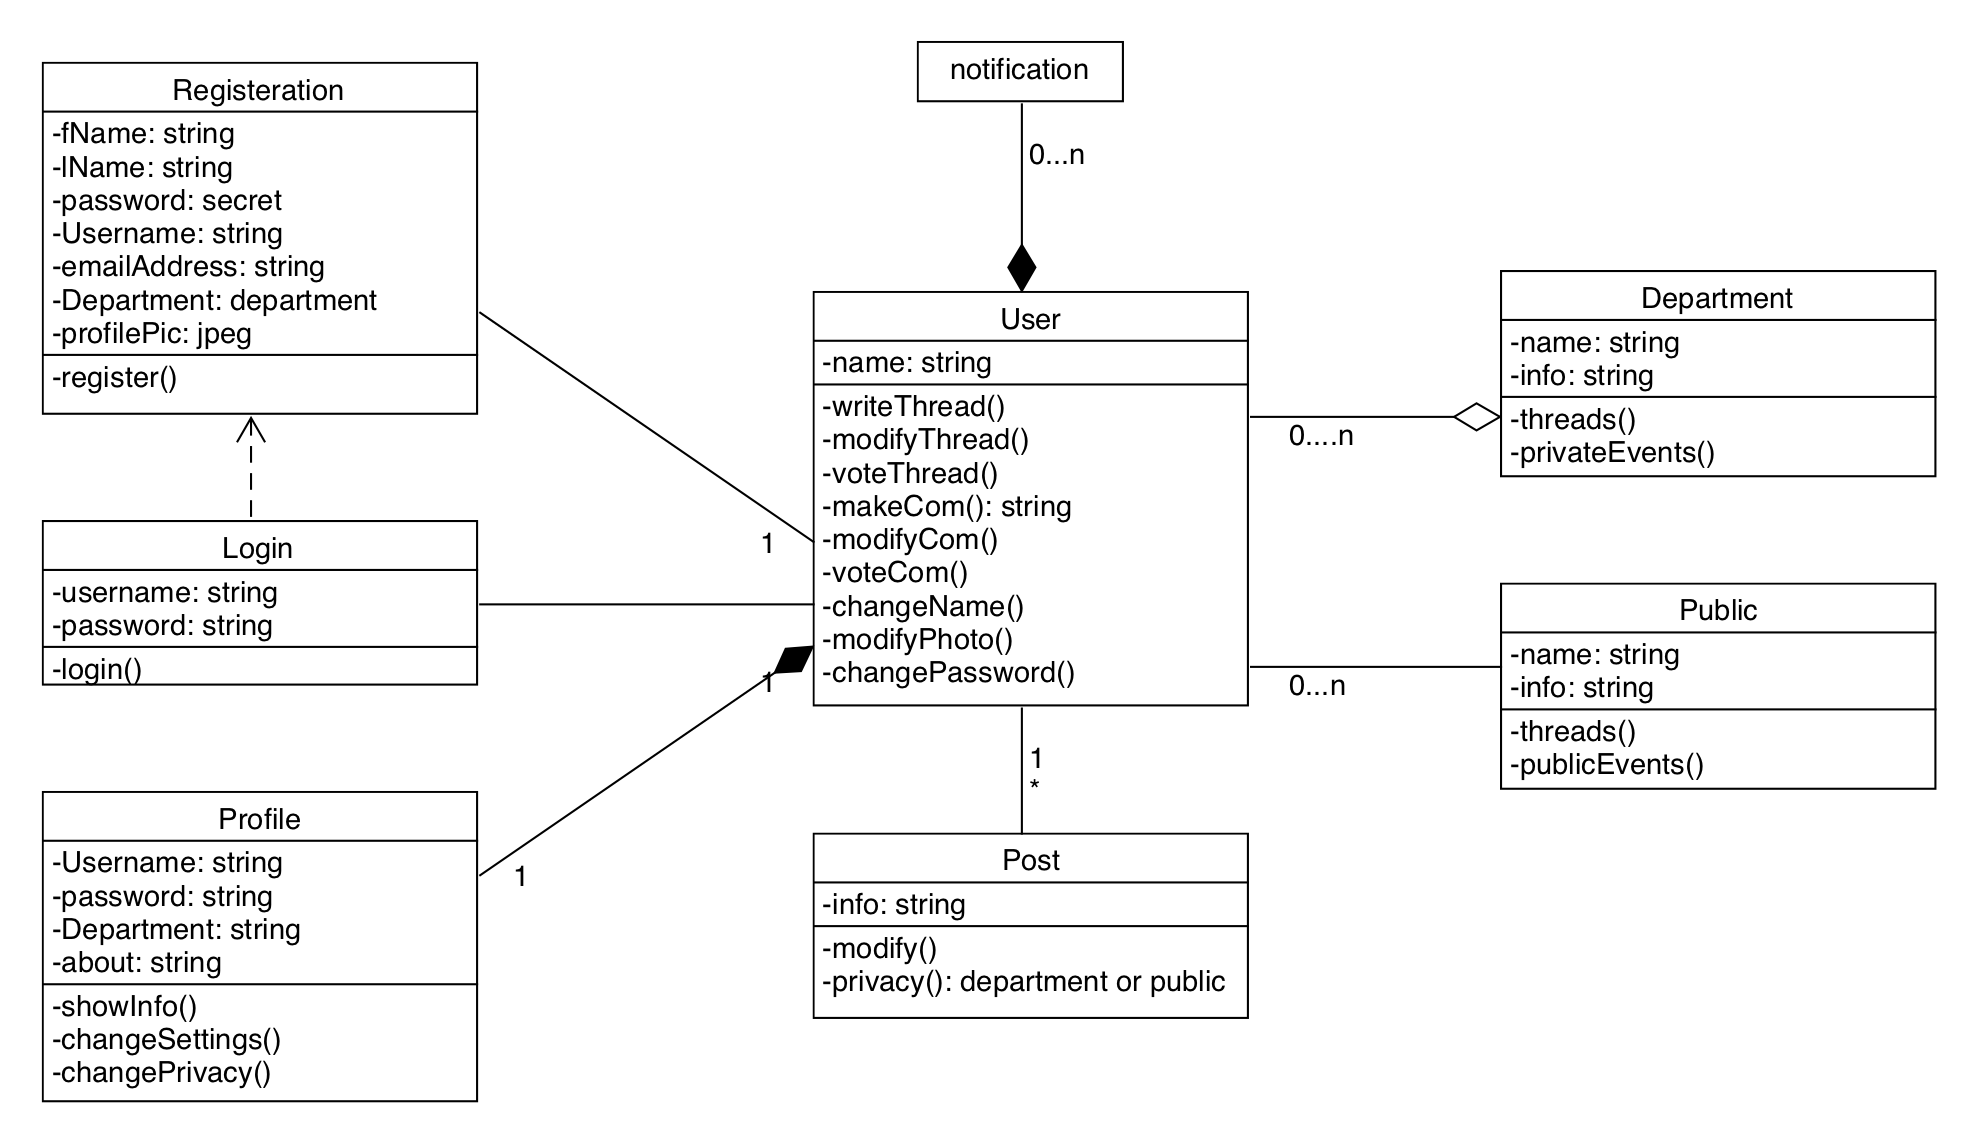 Registeration
-fName: string
-lName: string
-password: secret
-Username: string
-emailAddress: string
-Department: department
-profilePic: jpeg
-register()
Login
-username: string
-password: string
-login()
Profile
-Username: string
-password: string
-Department: string
-about: string
-showInfo()
-changeSettings()
-changePrivacy()
notification
0...n
User
-name: string
-writeThread()
-modifyThread()
-voteThread()
-makeCom(): string
-modifyCom()
-voteCom()
-changeName()
-modifyPhoto()
-changePassword()
1
1
1
1
*
Post
-info: string
-modify()
-privacy(): department or public
Department
-name: string
-info: string
-threads()
-privateEvents()
0....n
Public
-name: string
-info: string
-threads()
-publicEvents()
0...n